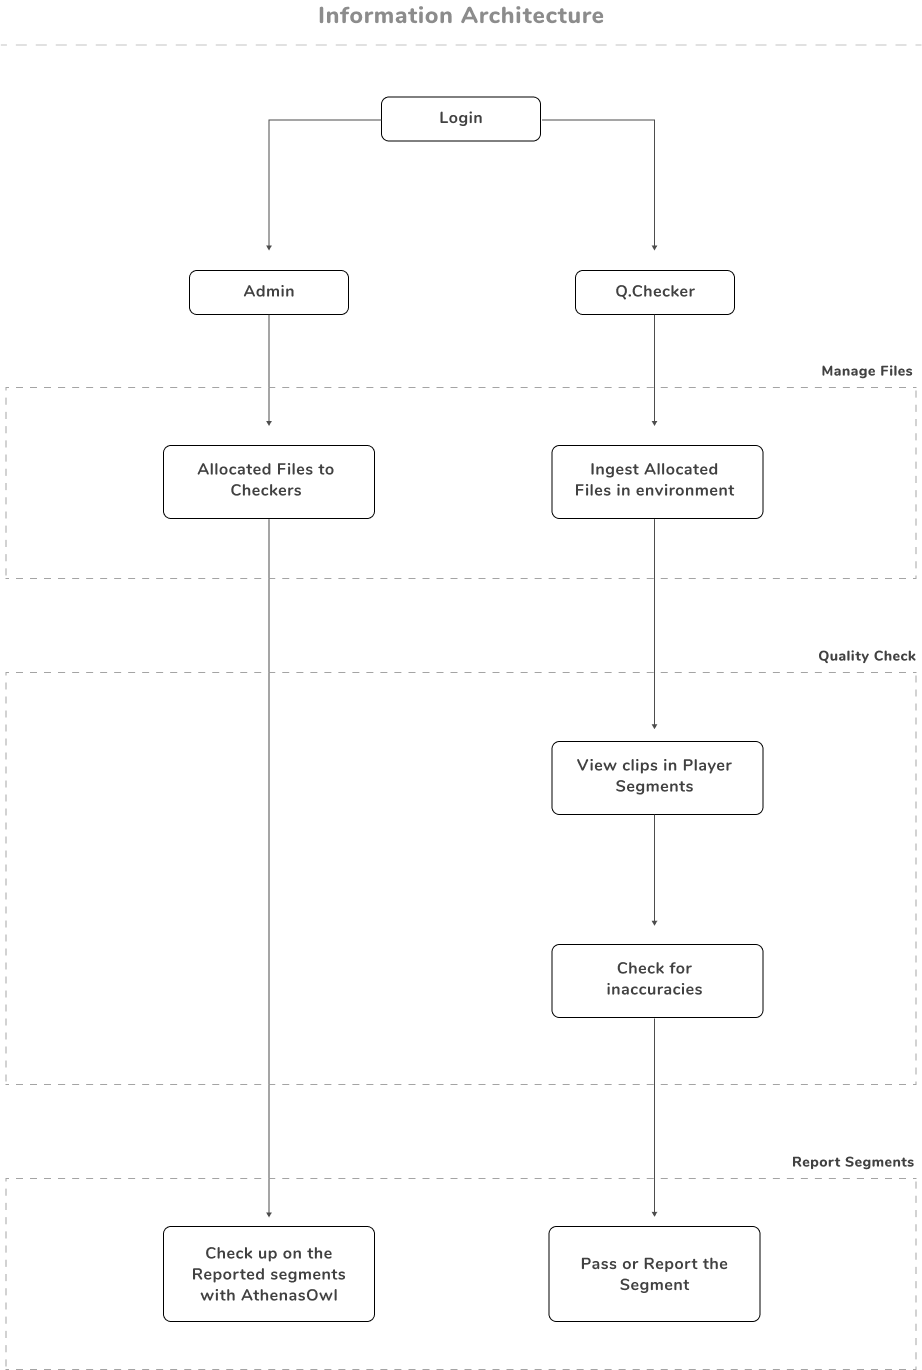 Information Architecture
Login
Admin
Q.Checker
Manage Files
Allocated Files to
Checkers
Ingest Allocated
Files in environment
Quality Check
View clips in Player
Segments
Check for
inaccuracies
Report Segments
Check up on the
Reported segments
with AthenasOwl
Pass or Report the
Segment